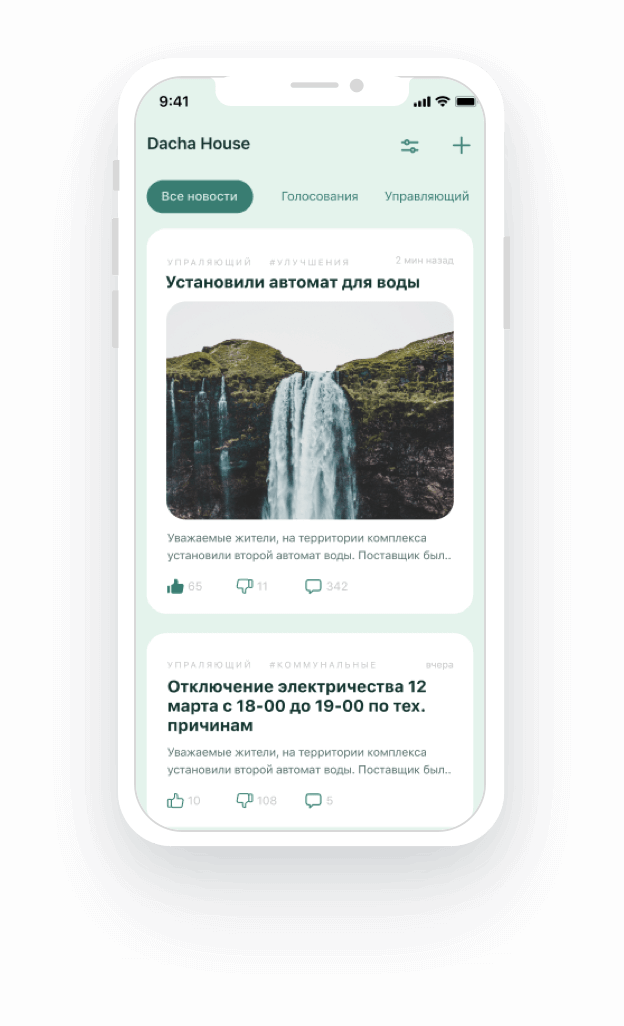 9:41
Dacha House
Все новости Голосования Управляющий
УПРАЛЯЮЩИЙ #УЛУЧШЕНИЯ 2 мин назад
Установили автомат для воды
Уважаемые жители, на территории комплекса
установили второй автомат воды. Поставщик был..
65 11 342
УПРАЛЯЮЩИЙ #КОММУНАЛЬНЫЕ вчера
Отключение электричества 12
марта с 18-00 до 19-00 по тех.
причинам
Уважаемые жители, на территории комплекса
установили второй автомат воды. Поставщик был..
10 108 5